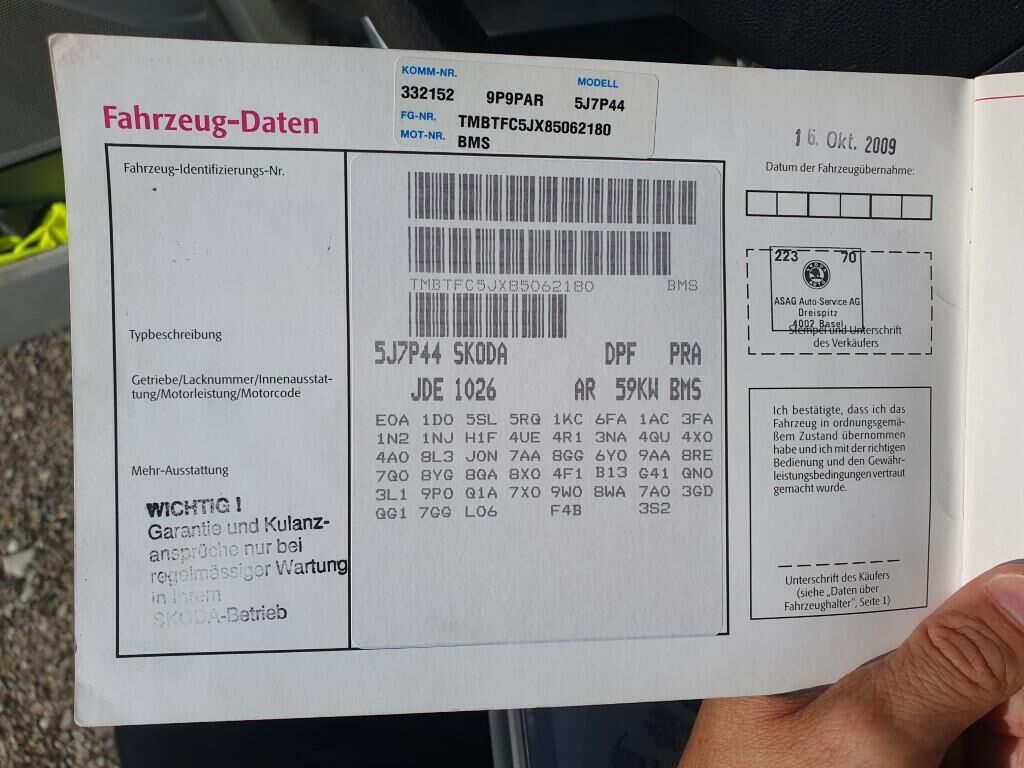 KOMM-NR.
MODELL
332152 9P9PAR 5J7P44
FG-NR. TMBTFC5JX85062180
MOT-NR. BMS
Fahrzeug-Daten
Fahrzeug-Identifizierungs-Nr.
TMBTFC5JX85062180 BMS
Typbeschreibung
5J7P44 SKODA DPF PRA
Getriebe/Lacknummer/Innenausstat-
tung/Motorleistung/Motorcode
JDE 1026 AR 59KW BMS
Mehr-Ausstattung
E0A 1D0 5SL 5RQ 1KC 6FA 1AC 3FA
1N2 1NJ H1F 4UE 4R1 3NA 4QU 4X0
4A0 8L3 J0N 7AA 8GG 6Y0 9AA 8RE
7Q0 8YG 8QA 8X0 4F1 B13 G41 QN0
3L1 9P0 Q1A 7X0 9W0 8WA 7A0 3GD
QG1 7GG L06 F4B 3S2
WICHTIG !
Garantie und Kulanz-
ansprüche nur bei
regelmässiger Wartung
in Ihrem
SKODA-Betrieb
16. Okt. 2009
Datum der Fahrzeugübernahme:
223 70
SKODA
AUTO
ASAG Auto-Service AG
Dreispitz
4002 Basel
Stempel und Unterschrift
des Verkäufers
Ich bestätigte, dass ich das
Fahrzeug in ordnungsgemä-
ßem Zustand übernommen
habe und ich mit der richtigen
Bedienung und den Gewähr-
leistungsbedingungen vertraut
gemacht wurde.
Unterschrift des Käufers
(siehe „Daten über
Fahrzeughalter", Seite 1)